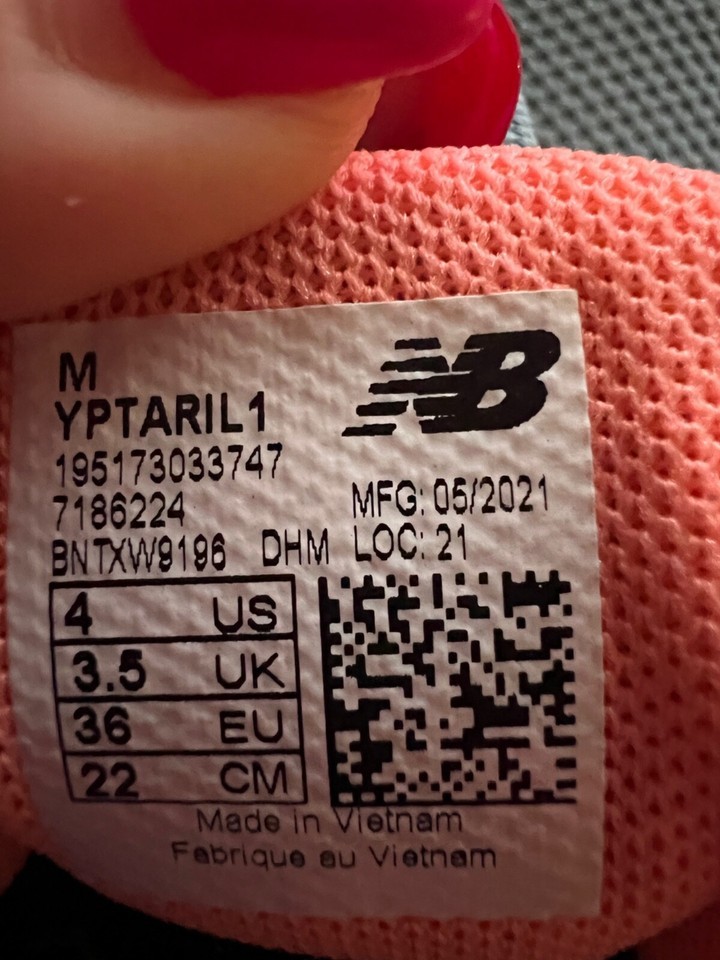 M
YPTARIL1
NB
195173033747
7186224
MFG: 05/2021
BNTXW9196 DHM LOC: 21
4 US
3.5 UK
36 EU
22 CM
Made in Vietnam
Fabrique au Vietnam